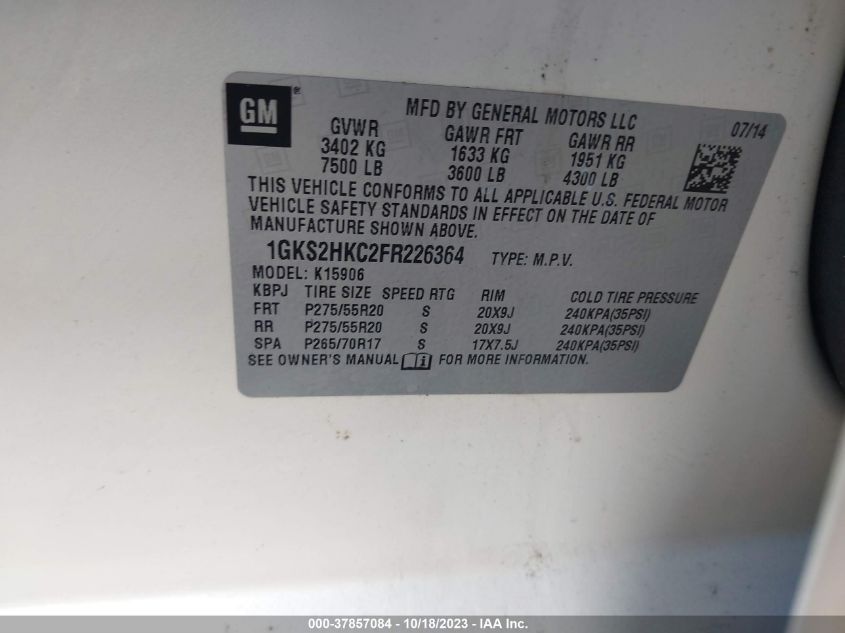 GM ®
MFD BY GENERAL MOTORS LLC 07/14
GVWR GAWR FRT GAWR RR
3402 KG 1633 KG 1951 KG
7500 LB 3600 LB 4300 LB
THIS VEHICLE CONFORMS TO ALL APPLICABLE U.S. FEDERAL MOTOR
VEHICLE SAFETY STANDARDS IN EFFECT ON THE DATE OF
MANUFACTURE SHOWN ABOVE.
1GKS2HKC2FR226364 TYPE: M.P.V.
MODEL: K15906
KBPJ TIRE SIZE SPEED RTG RIM COLD TIRE PRESSURE
FRT P275/55R20 S 20X9J 240KPA(35PSI)
RR P275/55R20 S 20X9J 240KPA(35PSI)
SPA P265/70R17 S 17X7.5J 240KPA(35PSI)
SEE OWNER'S MANUAL i FOR MORE INFORMATION.
000-37857084 - 10/18/2023 - IAA Inc.